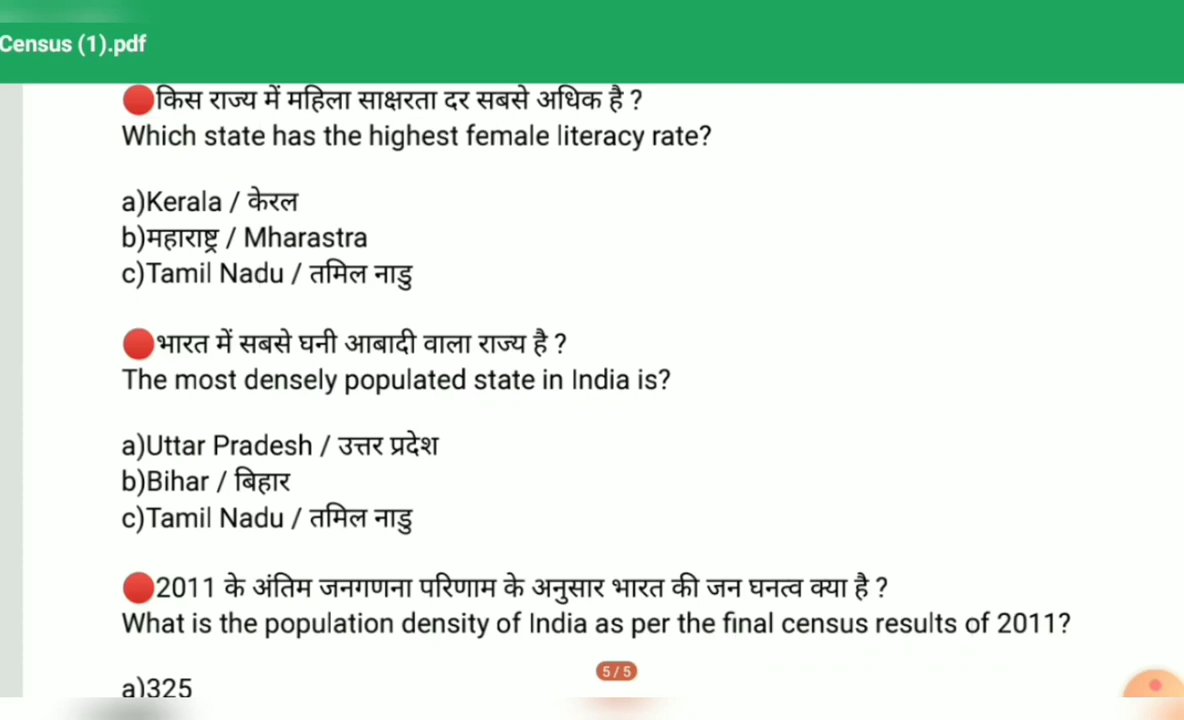 Census (1).pdf
किस राज्य में महिला साक्षरता दर सबसे अधिक है ?
Which state has the highest female literacy rate?
a)Kerala / केरल
b)महाराष्ट्र / Mharastra
c)Tamil Nadu / तमिल नाडु
भारत में सबसे घनी आबादी वाला राज्य है ?
The most densely populated state in India is?
a)Uttar Pradesh / उत्तर प्रदेश
b)Bihar / बिहार
c)Tamil Nadu / तमिल नाडु
2011 के अंतिम जनगणना परिणाम के अनुसार भारत की जन घनत्व क्या है ?
What is the population density of India as per the final census results of 2011?
5/5
a)325